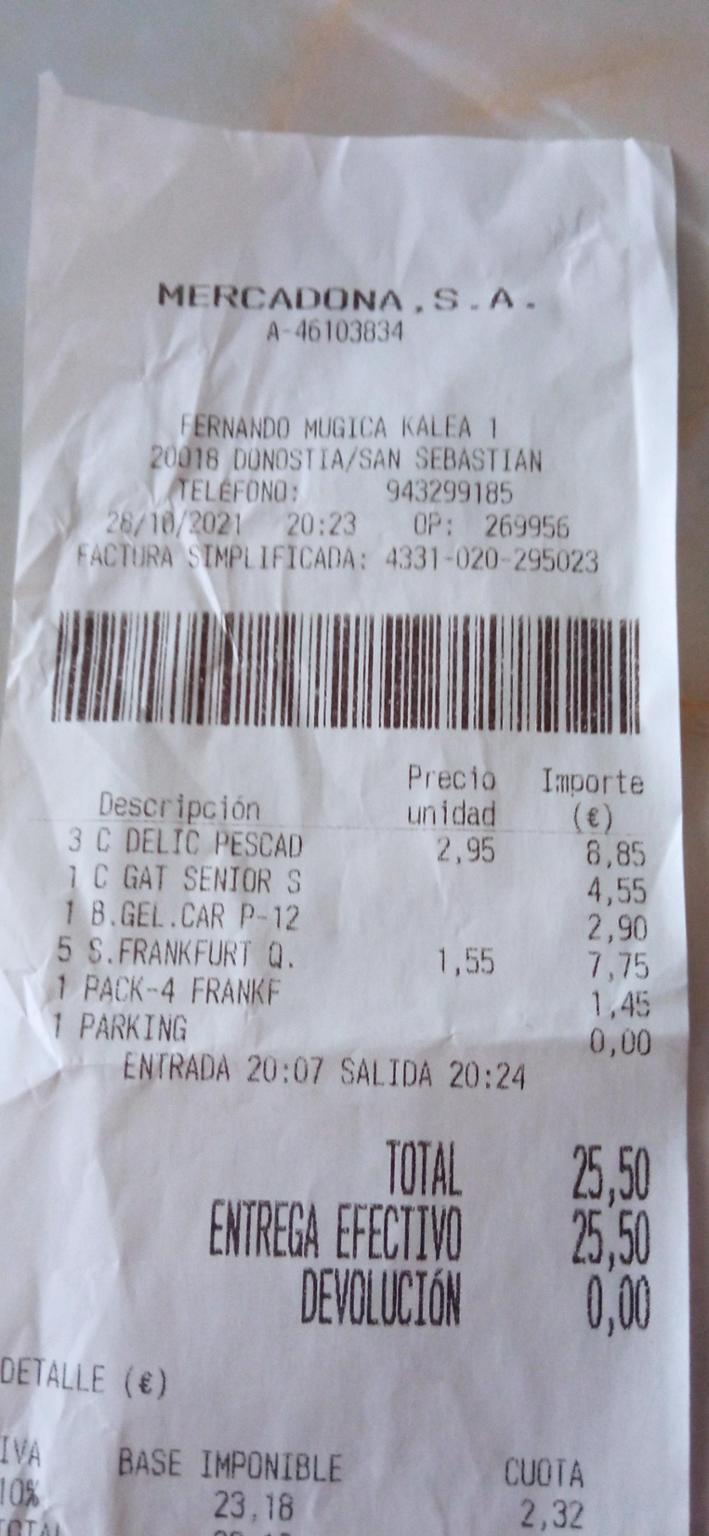 MERCADONA,S.A.
A-46103834
FERNANDO MUGICA KALEA 1
20018 DONOSTIA/SAN SEBASTIAN
TELÉFONO: 943299185
28/10/2021 20:23 OP: 269956
FACTURA SIMPLIFICADA: 4331-020-295023
Descripción Precio unidad Importe (€)
3 C DELIC PESCAD 2,95 8,85
1 C GAT SENIOR S 4,55
1 B.GEL.CAR P-12 2,90
5 S.FRANKFURT Q. 1,55 7,75
1 PACK-4 FRANKF 1,45
1 PARKING 0,00
ENTRADA 20:07 SALIDA 20:24
TOTAL 25,50
ENTREGA EFECTIVO 25,50
DEVOLUCIÓN 0,00
DETALLE (€)
IVA BASE IMPONIBLE CUOTA
10% 23,18 2,32